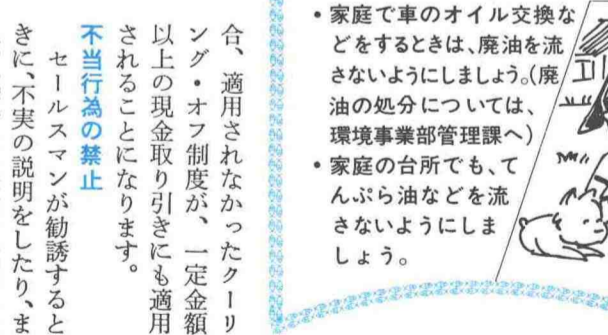 ・家庭で車のオイル交換な
どをするときは、廃油を流
さないようにしましょう。(廃
油の処分については、
環境事業部管理課へ)
・家庭の台所でも、て
んぷら油などを流
さないようにしま
しょう。
合、適用されなかったクーリ
ング・オフ制度が、一定金額
以上の現金取り引きにも適用
されることになります。
不当行為の禁止
セールスマンが勧誘すると
きに、不実の説明をしたり、ま